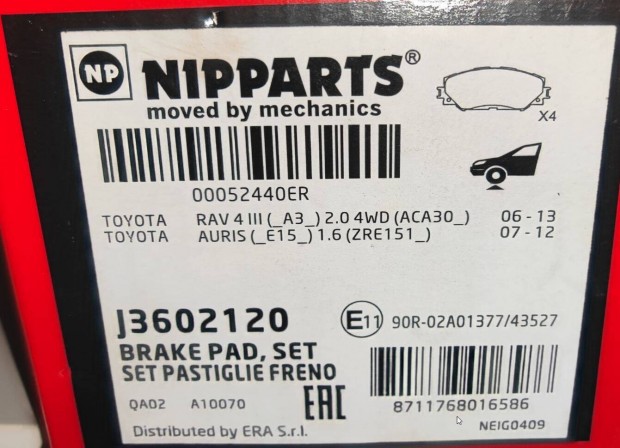 NP NIPPARTS®
moved by mechanics
X4
00052440ER
TOYOTA RAV 4 III (_A3_) 2.0 4WD (ACA30_) 06 - 13
TOYOTA AURIS (_E15_) 1.6 (ZRE151_) 07 - 12
J3602120 E11 90R-02A01377/43527
BRAKE PAD, SET
SET PASTIGLIE FRENO
QA02 A10070 EAC 8711768016586
Distributed by ERA S.r.l. NEIG0409